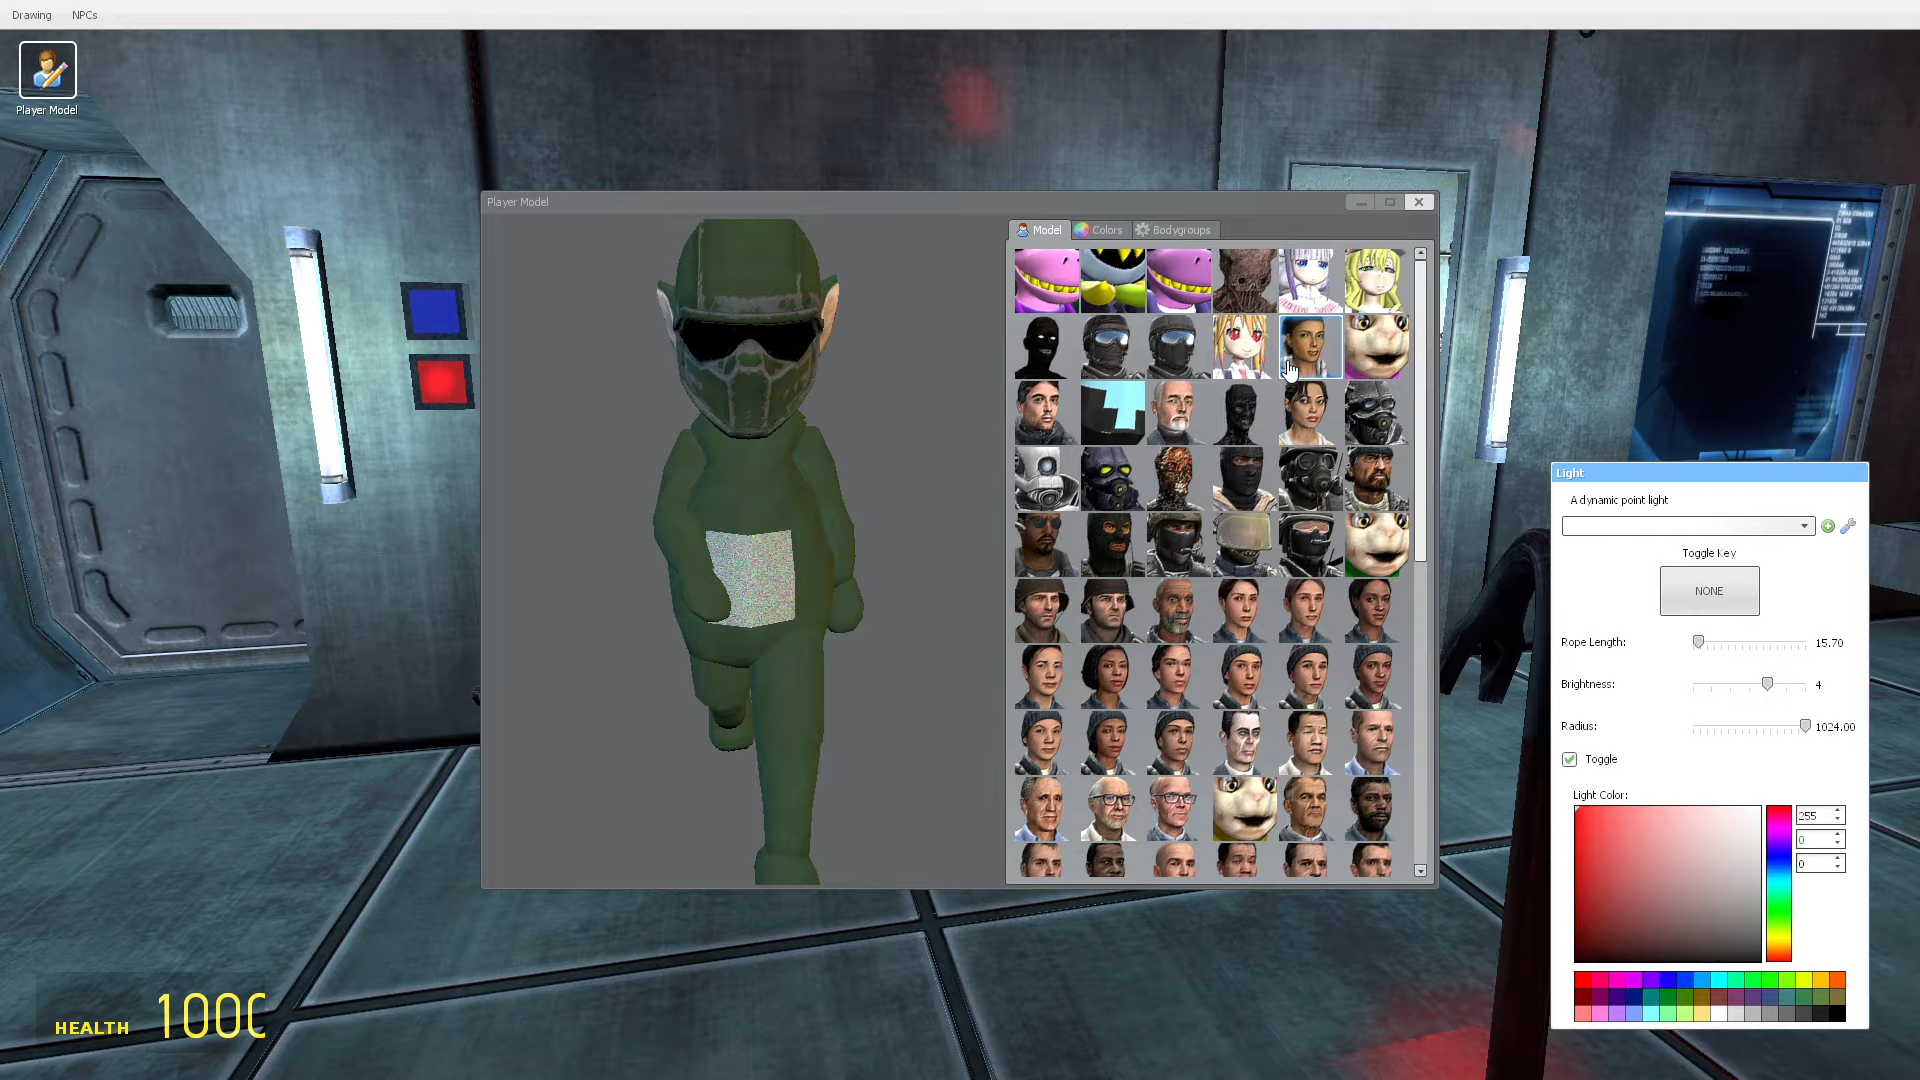 Drawing NPCs
Player Model
Player Model
Model Colors Bodygroups
Light
A dynamic point light
Toggle Key
NONE
Rope Length: 15.70
Brightness: 4
Radius: 1024.00
Toggle
Light Color:
255
0
0
HEALTH 100